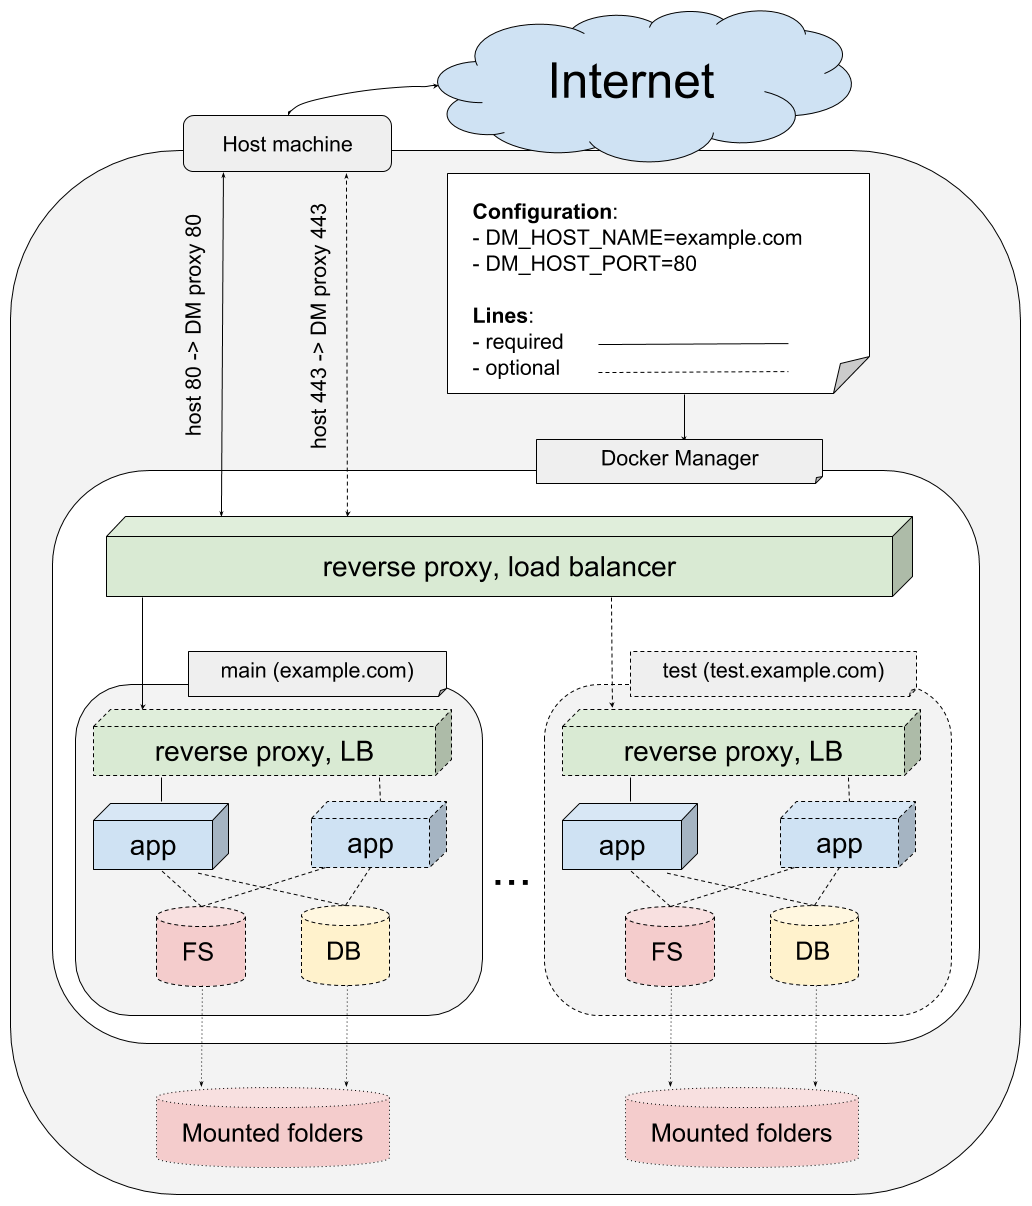 Internet
Host machine
host 80 -> DM proxy 80
host 443 -> DM proxy 443
Configuration:
- DM_HOST_NAME=example.com
- DM_HOST_PORT=80
Lines:
- required
- optional
Docker Manager
reverse proxy, load balancer
main (example.com)
reverse proxy, LB
app
app
FS
DB
...
test (test.example.com)
reverse proxy, LB
app
app
FS
DB
Mounted folders
Mounted folders